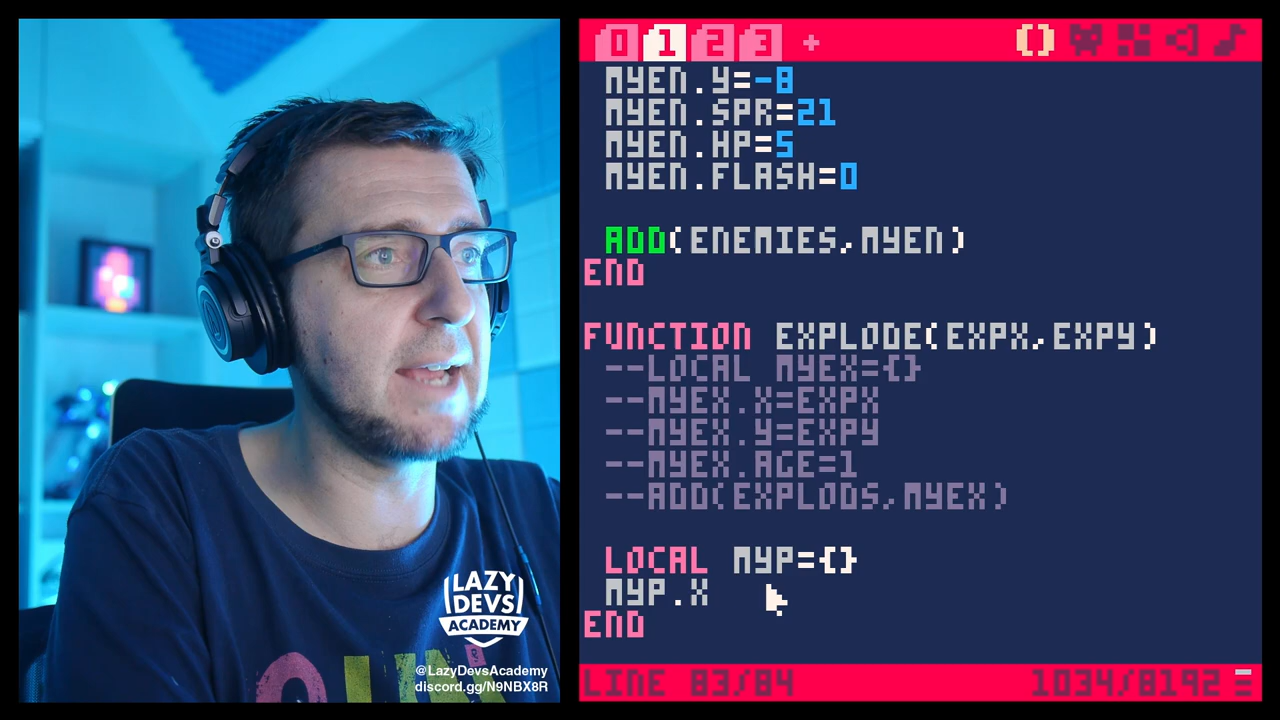 0 1 2 3 + ()
MYEN.Y=-8
MYEN.SPR=21
MYEN.HP=5
MYEN.FLASH=0
ADD(ENEMIES,MYEN)
END
FUNCTION EXPLODE(EXPX,EXPY)
--LOCAL MYEX={}
--MYEX.X=EXPX
--MYEX.Y=EXPY
--MYEX.AGE=1
--ADD(EXPLODS,MYEX)
LOCAL MYP={}
MYP.X
END
LINE 83/84 1034/8192
LAZY
DEVS
ACADEMY
@LazyDevsAcademy
discord.gg/N9NBX8R